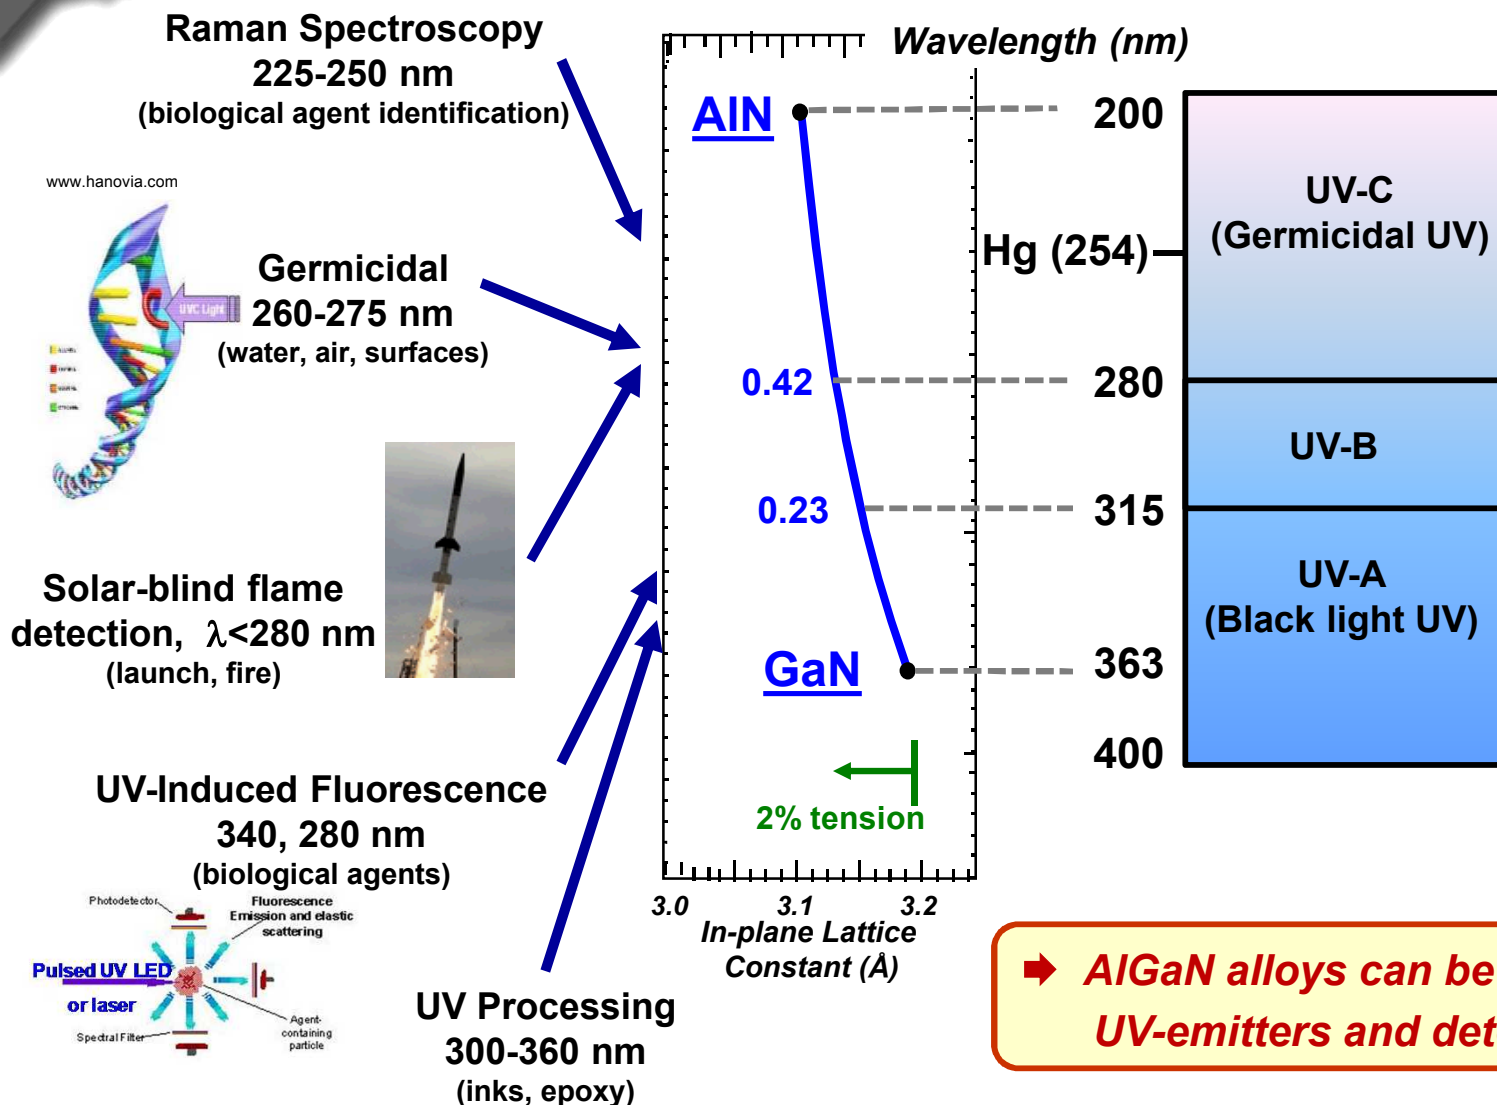 Raman Spectroscopy
225-250 nm
(biological agent identification)
www.hanovia.com
UVC Light
Germicidal
260-275 nm
(water, air, surfaces)
Solar-blind flame
detection, λ<280 nm
(launch, fire)
UV-Induced Fluorescence
340, 280 nm
(biological agents)
Photodetector
Fluorescence
Emission and elastic
scattering
Pulsed UV LED
or laser
Spectral Filter
Agent-
containing
particle
UV Processing
300-360 nm
(inks, epoxy)
Wavelength (nm)
AlN
0.42
0.23
GaN
2% tension
3.0 3.1 3.2
In-plane Lattice
Constant (Å)
200
Hg (254)
280
315
363
400
UV-C
(Germicidal UV)
UV-B
UV-A
(Black light UV)
AlGaN alloys can be
UV-emitters and det